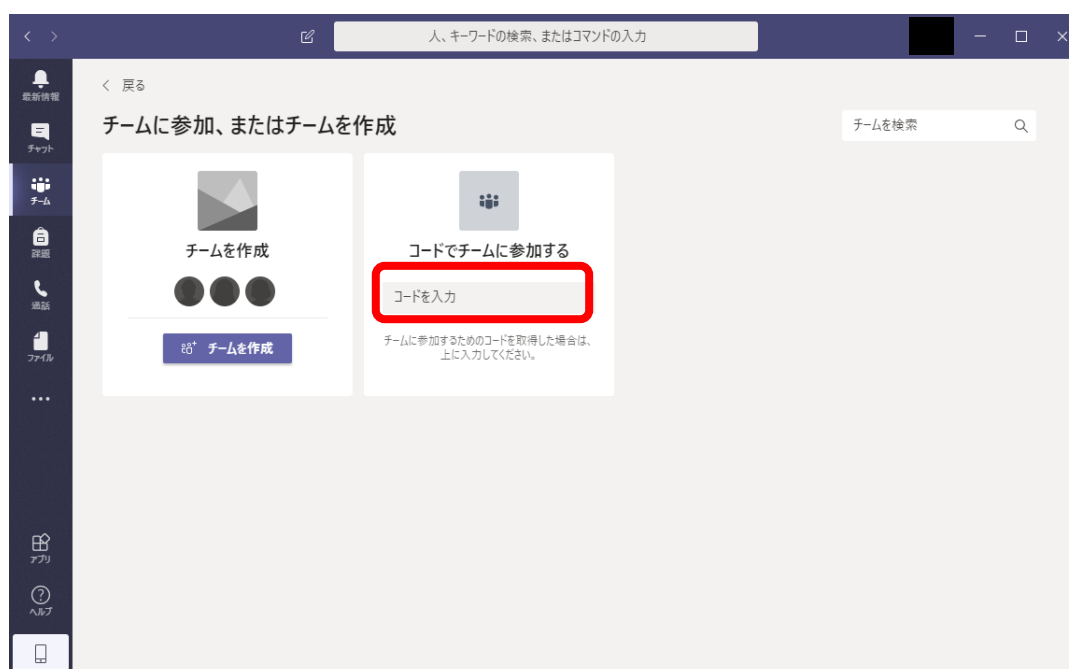 人、キーワードの検索、またはコマンドの入力
最新情報
チャット
チーム
課題
通話
ファイル
アプリ
ヘルプ
戻る
チームに参加、またはチームを作成
チームを検索
チームを作成
チームを作成
コードでチームに参加する
コードを入力
チームに参加するためのコードを取得した場合は、
上に入力してください。